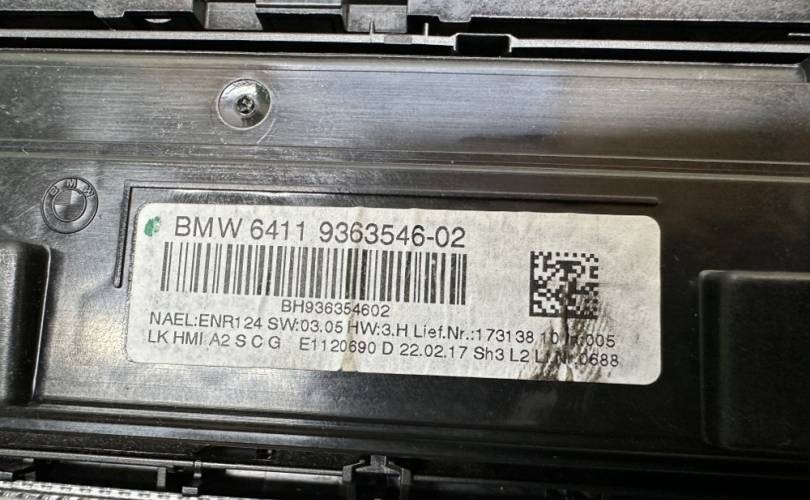 BMW
BMW 6411 9363546-02
BH936354602
NAEL:ENR124 SW:03.05 HW:3.H Lief.Nr.:173138 10
LK HMI A2 S C G E1120690 D 22.02.17 Sh3 L2